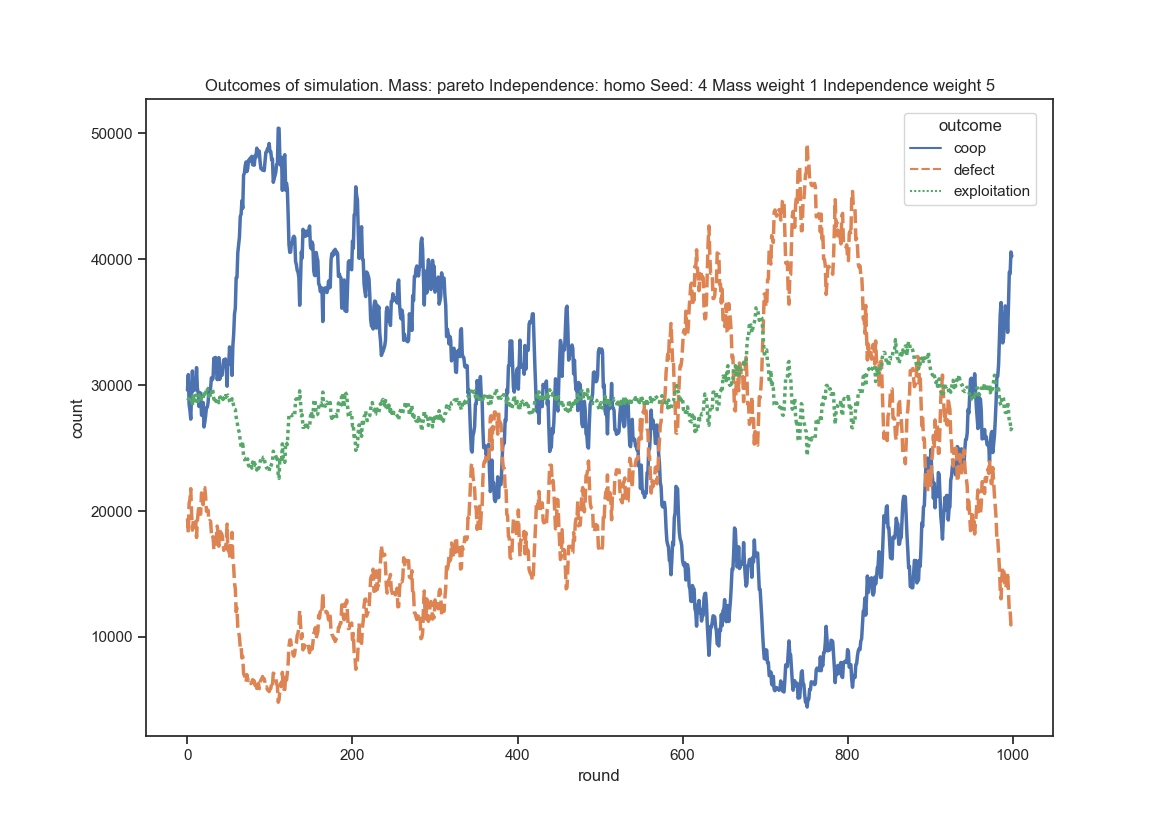 Outcomes of simulation. Mass: pareto Independence: homo Seed: 4 Mass weight 1 Independence weight 5
outcome
coop
defect
exploitation
count
50000
40000
30000
20000
10000
0 200 400 600 800 1000
round